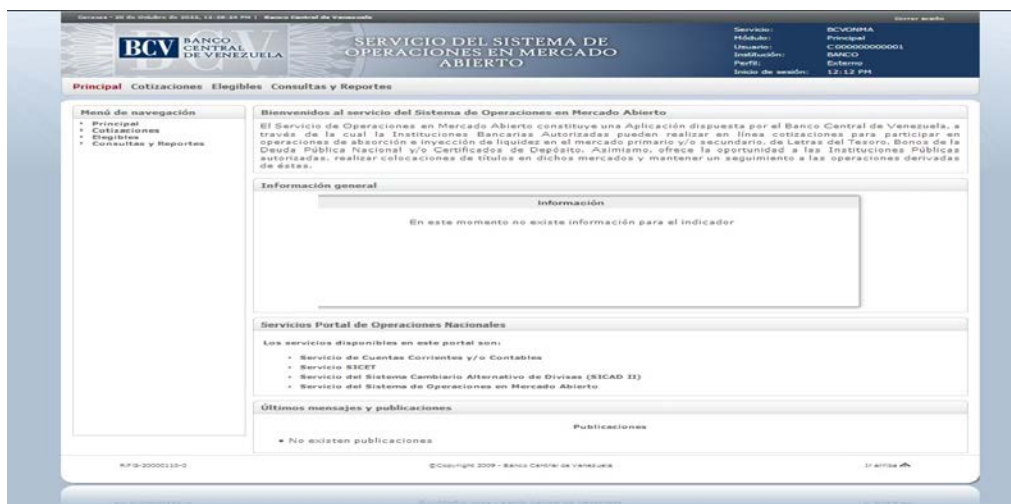 Banco Central de Venezuela
Cerrar sesión
BCV BANCO CENTRAL DE VENEZUELA
SERVICIO DEL SISTEMA DE
OPERACIONES EN MERCADO
ABIERTO
Servicio: BCVONMA
Módulo: Principal
Usuario: C000000000001
Institución: BANCO
Perfil: Externo
Inicio de sesión: 12:12 PM
Principal Cotizaciones Elegibles Consultas y Reportes
Menú de navegación
Principal
Cotizaciones
Elegibles
Consultas y Reportes
Bienvenidos al servicio del Sistema de Operaciones en Mercado Abierto
El Servicio de Operaciones en Mercado Abierto constituye una Aplicación dispuesta por el Banco Central de Venezuela, a
través de la cual la Instituciones Bancarias Autorizadas pueden realizar en línea cotizaciones para participar en
operaciones de absorción e inyección de liquidez en el mercado primario y/o secundario, de Letras del Tesoro, Bonos de la
Deuda Pública Nacional y/o Certificados de Depósito. Asimismo, ofrece la oportunidad a las Instituciones Públicas
autorizadas, realizar colocaciones de títulos en dichos mercados y mantener un seguimiento a las operaciones derivadas
de éstas.
Información general
Información
En este momento no existe información para el indicador
Servicios Portal de Operaciones Nacionales
Los servicios disponibles en este portal son:
Servicio de Cuentas Corrientes y/o Contables
Servicio SICET
Servicio del Sistema Cambiario Alternativo de Divisas (SICAD II)
Servicio del Sistema de Operaciones en Mercado Abierto
Últimos mensajes y publicaciones
Publicaciones
No existen publicaciones
R.F G-20000110-0
©Copyright 2009 - Banco Central de Venezuela
Ir arriba